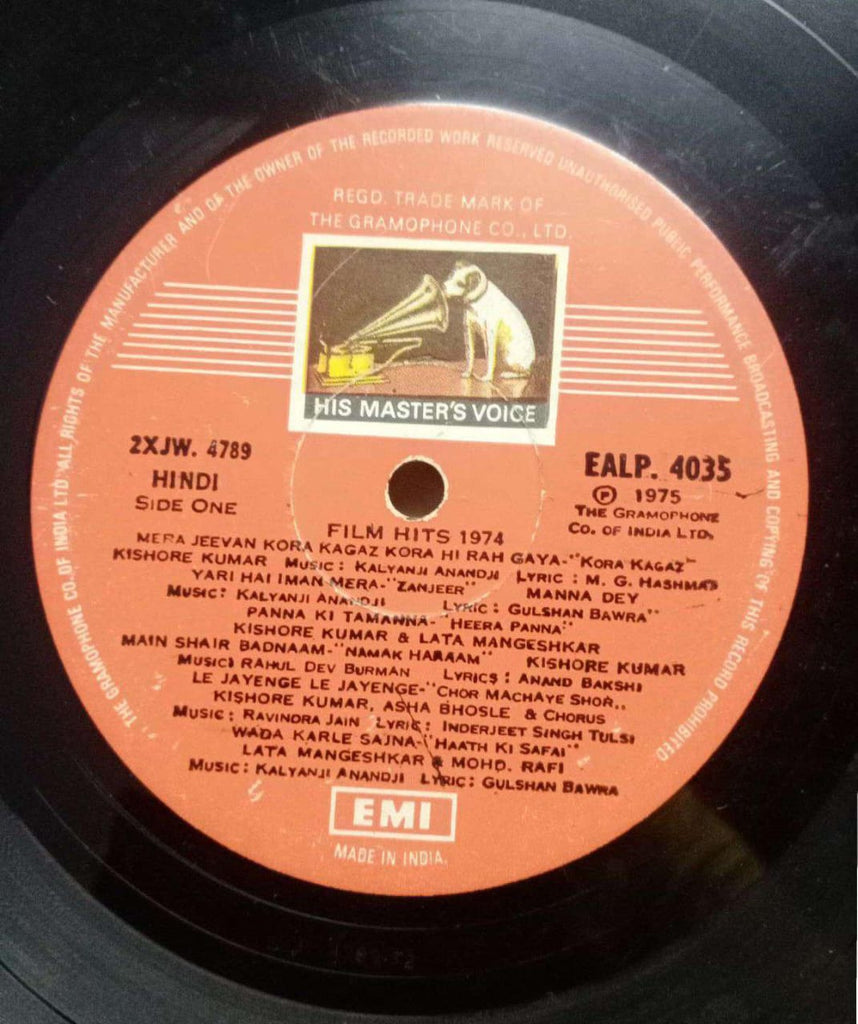 : THE GRAMOPHONE CO. OF INDIA LTD. ALL RIGHTS OF THE MANUFACTURER AND OF THE OWNER OF THE RECORDED WORK RESERVED UNAUTHORISED PUBLIC PERFORMANCE BROADCASTING AND COPYING OF THIS RECORD PROHIBITED
REGD. TRADE MARK OF
THE GRAMOPHONE CO., LTD.
HIS MASTER'S VOICE
2XJW. 4789
HINDI
SIDE ONE
EALP. 4035
℗ 1975
THE GRAMOPHONE
CO. OF INDIA LTD.
FILM HITS 1974
MERA JEEVAN KORA KAGAZ KORA HI RAH GAYA-"KORA KAGAZ"
KISHORE KUMAR MUSIC: KALYANJI ANANDJI LYRIC : M. G. HASHMAT
YARI HAI IMAN MERA-"ZANJEER" MANNA DEY
MUSIC: KALYANJI ANANDJI LYRIC: GULSHAN BAWRA"
PANNA KI TAMANNA-"HEERA PANNA"
KISHORE KUMAR & LATA MANGESHKAR
MAIN SHAIR BADNAAM-"NAMAK HARAAM" KISHORE KUMAR
MUSIC: RAHUL DEV BURMAN LYRICS : ANAND BAKSHI
LE JAYENGE LE JAYENGE-"CHOR MACHAYE SHOR,,
KISHORE KUMAR, ASHA BHOSLE & CHORUS
MUSIC: RAVINDRA JAIN LYRIC: INDERJEET SINGH TULSI
WADA KARLE SAJNA-"HAATH KI SAFAI"
LATA MANGESHKAR & MOHD. RAFI
MUSIC: KALYANJI ANANDJI LYRIC: GULSHAN BAWRA
EMI
MADE IN INDIA.